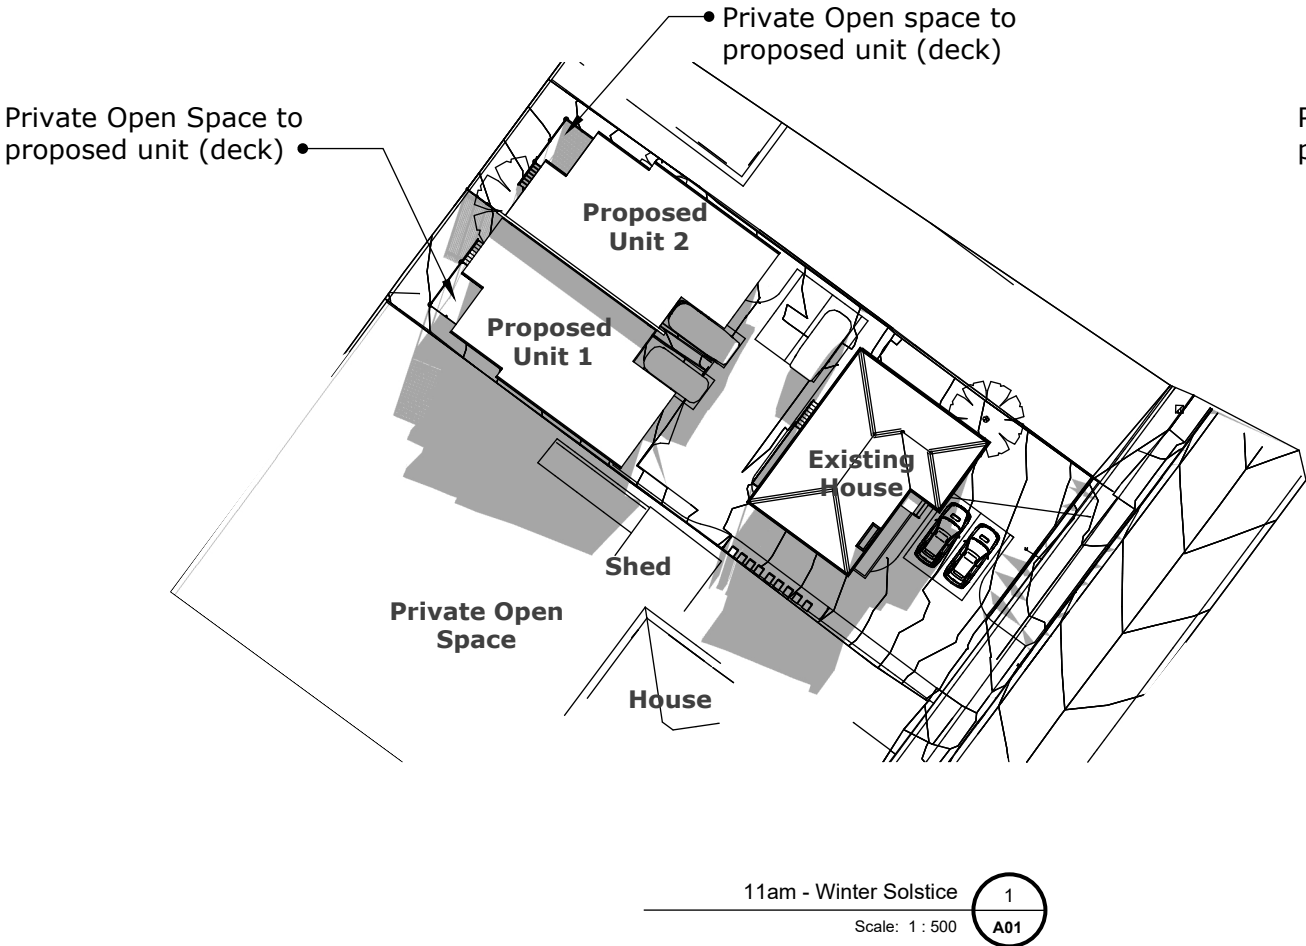 Private Open space to
proposed unit (deck)
Private Open Space to
proposed unit (deck)
Proposed
Unit 2
Proposed
Unit 1
Existing
House
Shed
Private Open
Space
House
11am - Winter Solstice
1
Scale: 1 : 500
A01